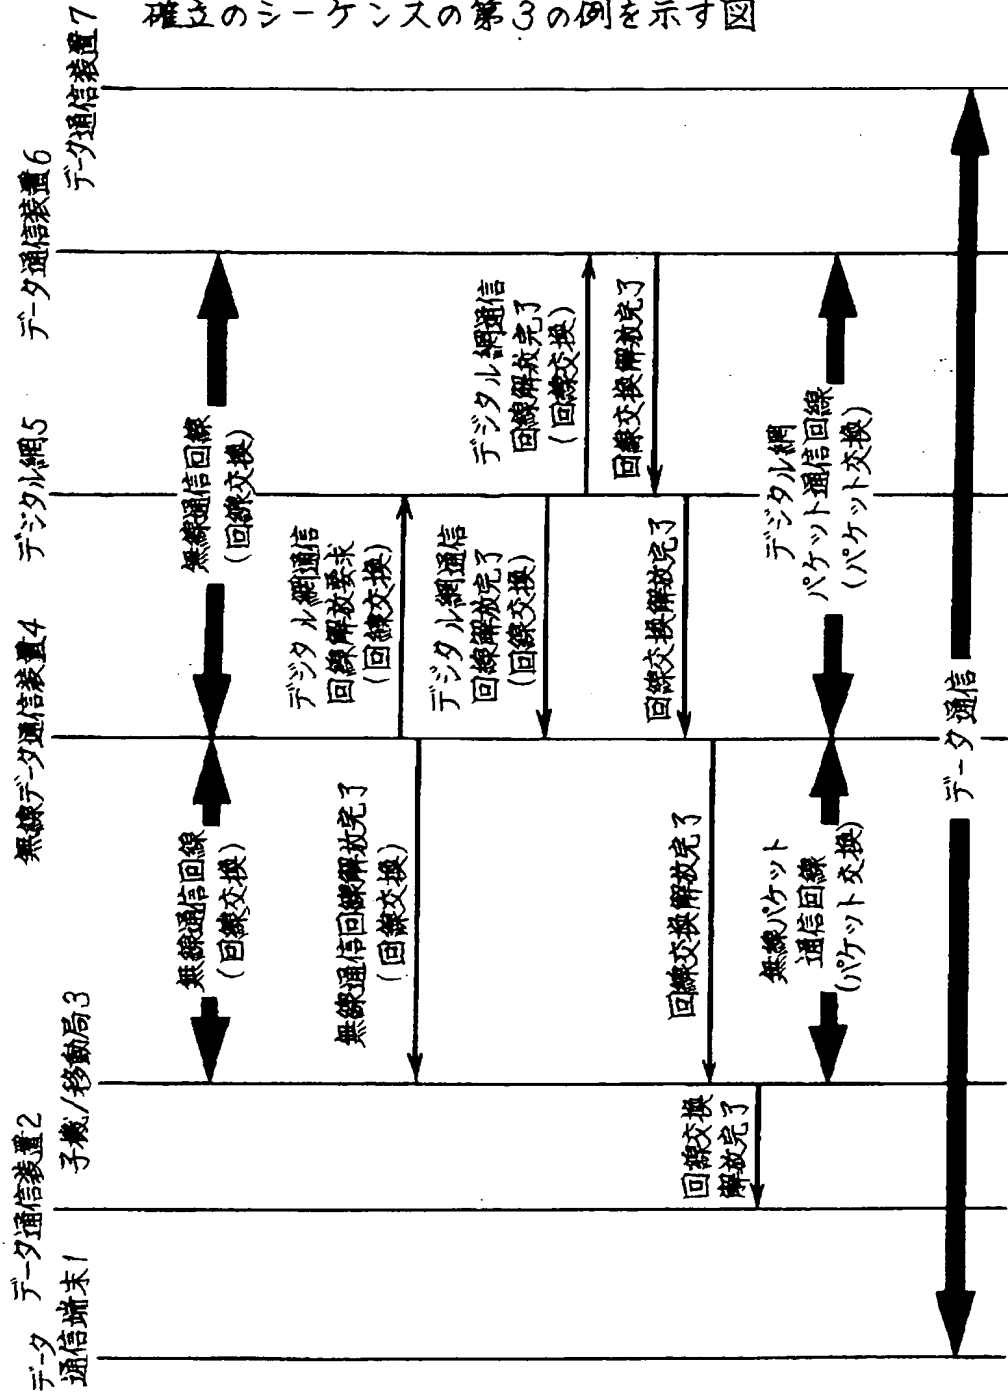 確立のシーケンスの第3の例を示す図
データ
通信端末1
データ通信装置2
子機/移動局3
無線データ通信装置4
デジタル網5
データ通信装置6
データ通信装置7
無線通信回線
(回線交換)
無線通信回線
(回線交換)
無線通信回線解放完了
(回線交換)
デジタル網通信
回線解放要求
(回線交換)
デジタル網通信
回線解放完了
(回線交換)
デジタル網通信
回線解放完了
(回線交換)
回線交換解放完了
回線交換解放完了
回線交換解放完了
回線交換
解放完了
無線パケット
通信回線
(パケット交換)
デジタル網
パケット通信回線
(パケット交換)
データ通信